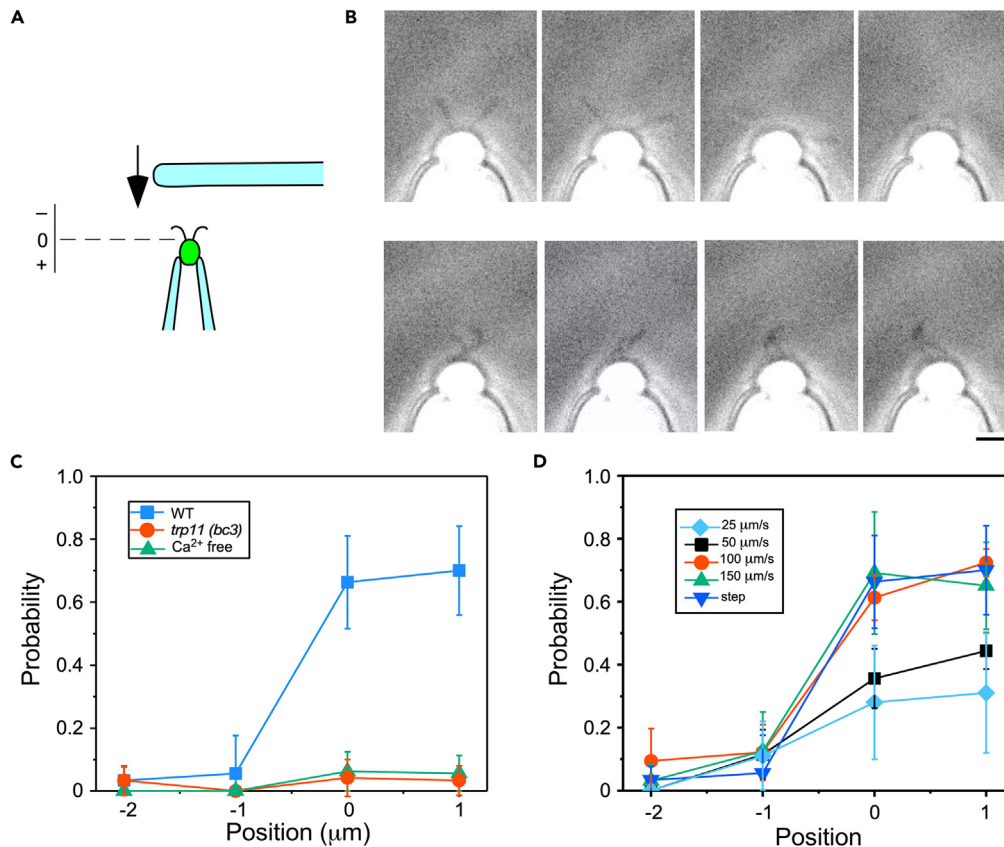 A
B
−
0
+
C
D
1.0
0.8
0.6
0.4
0.2
0
Probability
WT
trp11 (bc3)
Ca²⁺ free
-2
-1
0
1
Position (μm)
1.0
0.8
0.6
0.4
0.2
0
Probability
25 μm/s
50 μm/s
100 μm/s
150 μm/s
step
-2
-1
0
1
Position